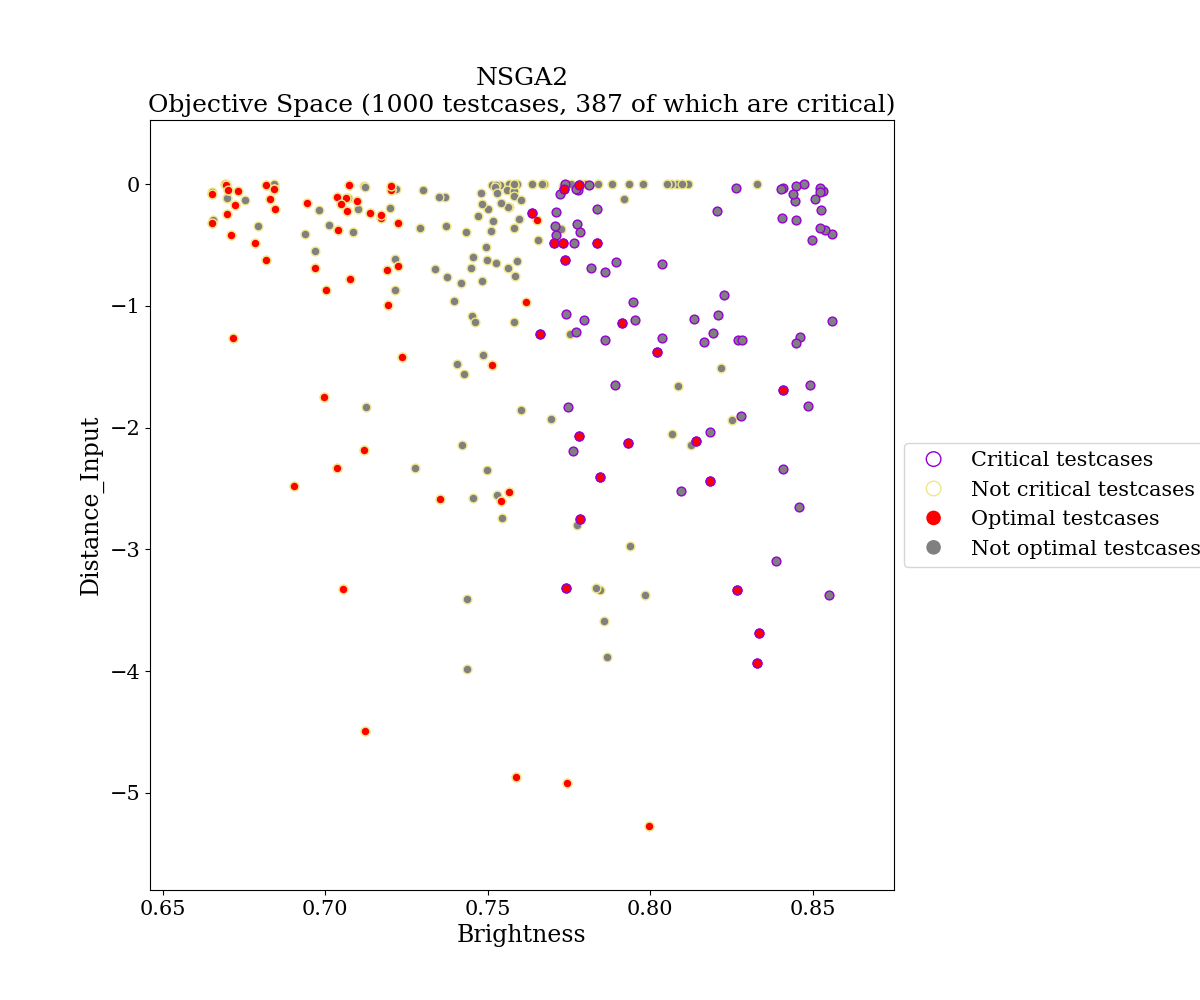 NSGA2
Objective Space (1000 testcases, 387 of which are critical)
0
−1
−2
−3
−4
−5
Distance_Input
0.65
0.70
0.75
0.80
0.85
Brightness
Critical testcases
Not critical testcases
Optimal testcases
Not optimal testcases